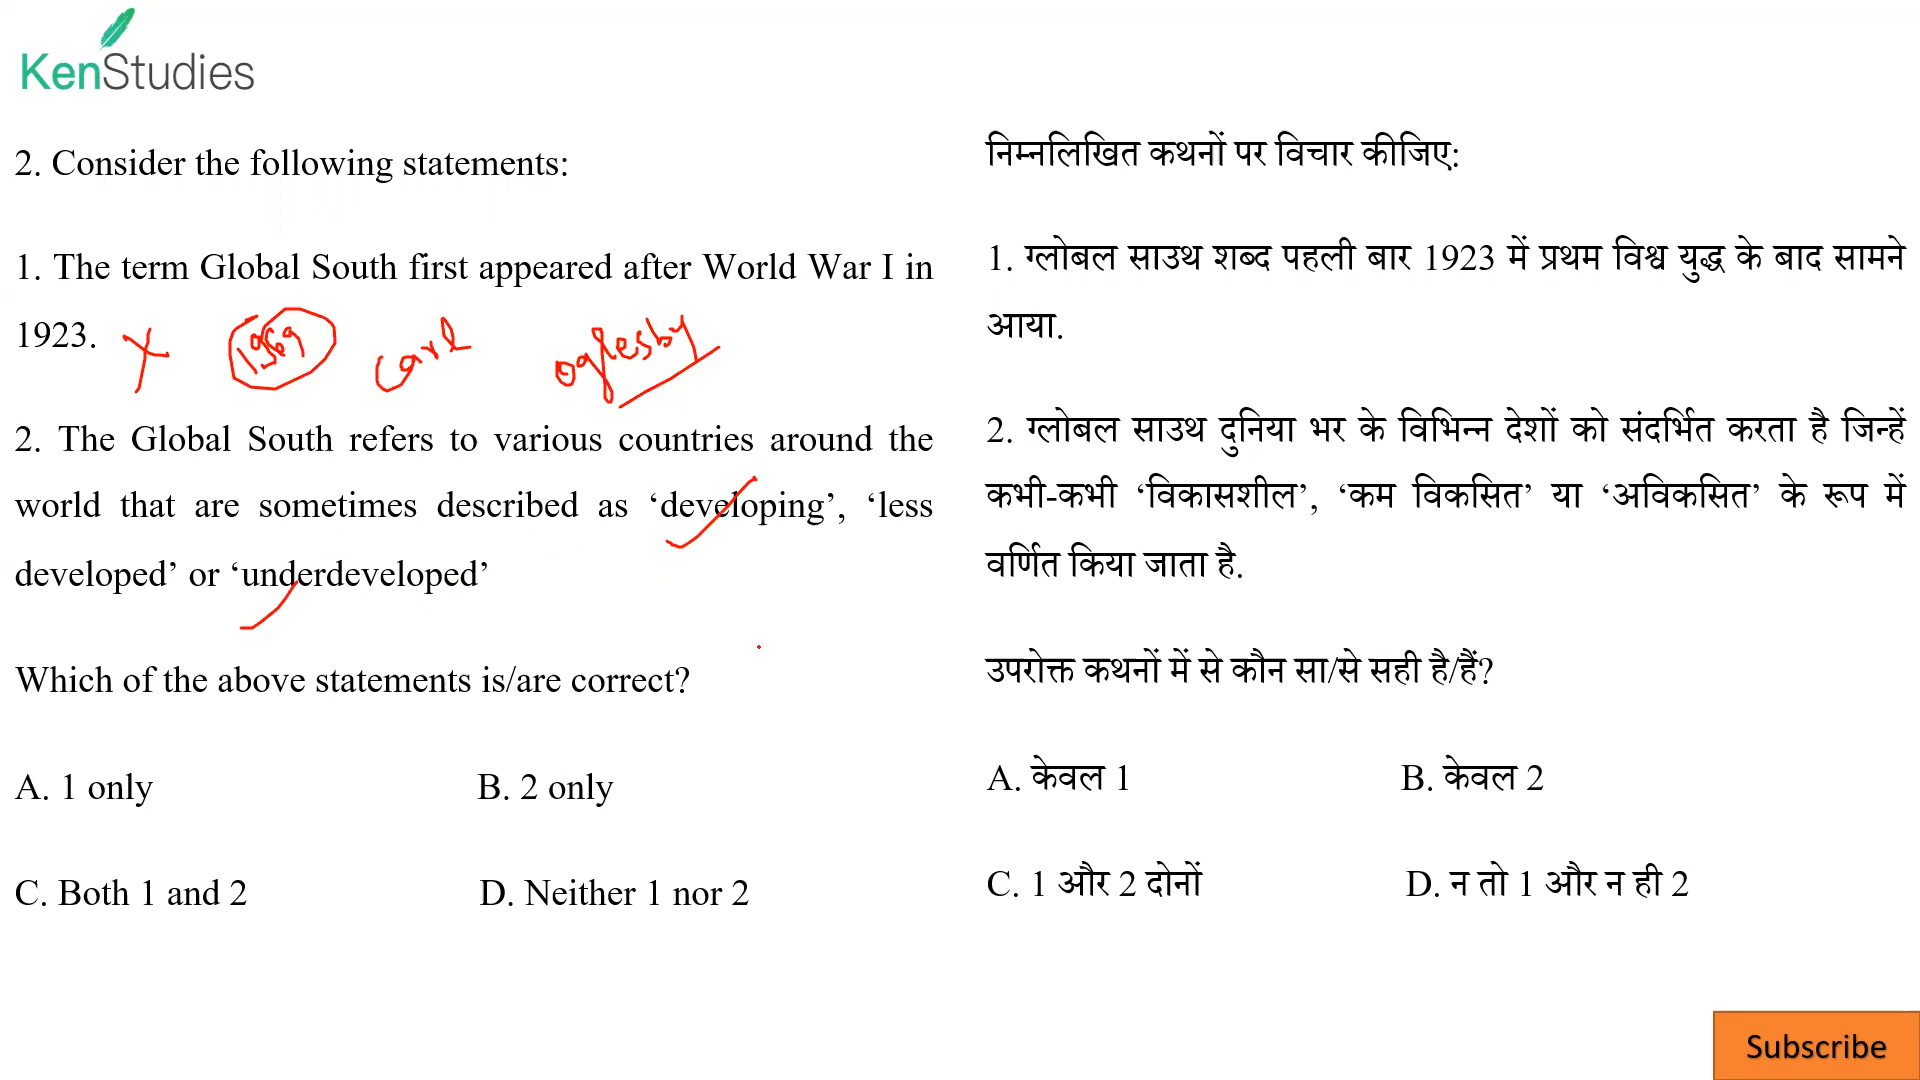 KenStudies
2. Consider the following statements:
1. The term Global South first appeared after World War I in
1923. X 1969 Carl Oglesby
2. The Global South refers to various countries around the
world that are sometimes described as ‘developing’, ‘less
developed’ or ‘underdeveloped’
Which of the above statements is/are correct?
A. 1 only B. 2 only
C. Both 1 and 2 D. Neither 1 nor 2
निम्नलिखित कथनों पर विचार कीजिए:
1. ग्लोबल साउथ शब्द पहली बार 1923 में प्रथम विश्व युद्ध के बाद सामने
आया.
2. ग्लोबल साउथ दुनिया भर के विभिन्न देशों को संदर्भित करता है जिन्हें
कभी-कभी ‘विकासशील’, ‘कम विकसित’ या ‘अविकसित’ के रूप में
वर्णित किया जाता है.
उपरोक्त कथनों में से कौन सा/से सही है/हैं?
A. केवल 1 B. केवल 2
C. 1 और 2 दोनों D. न तो 1 और न ही 2
Subscribe